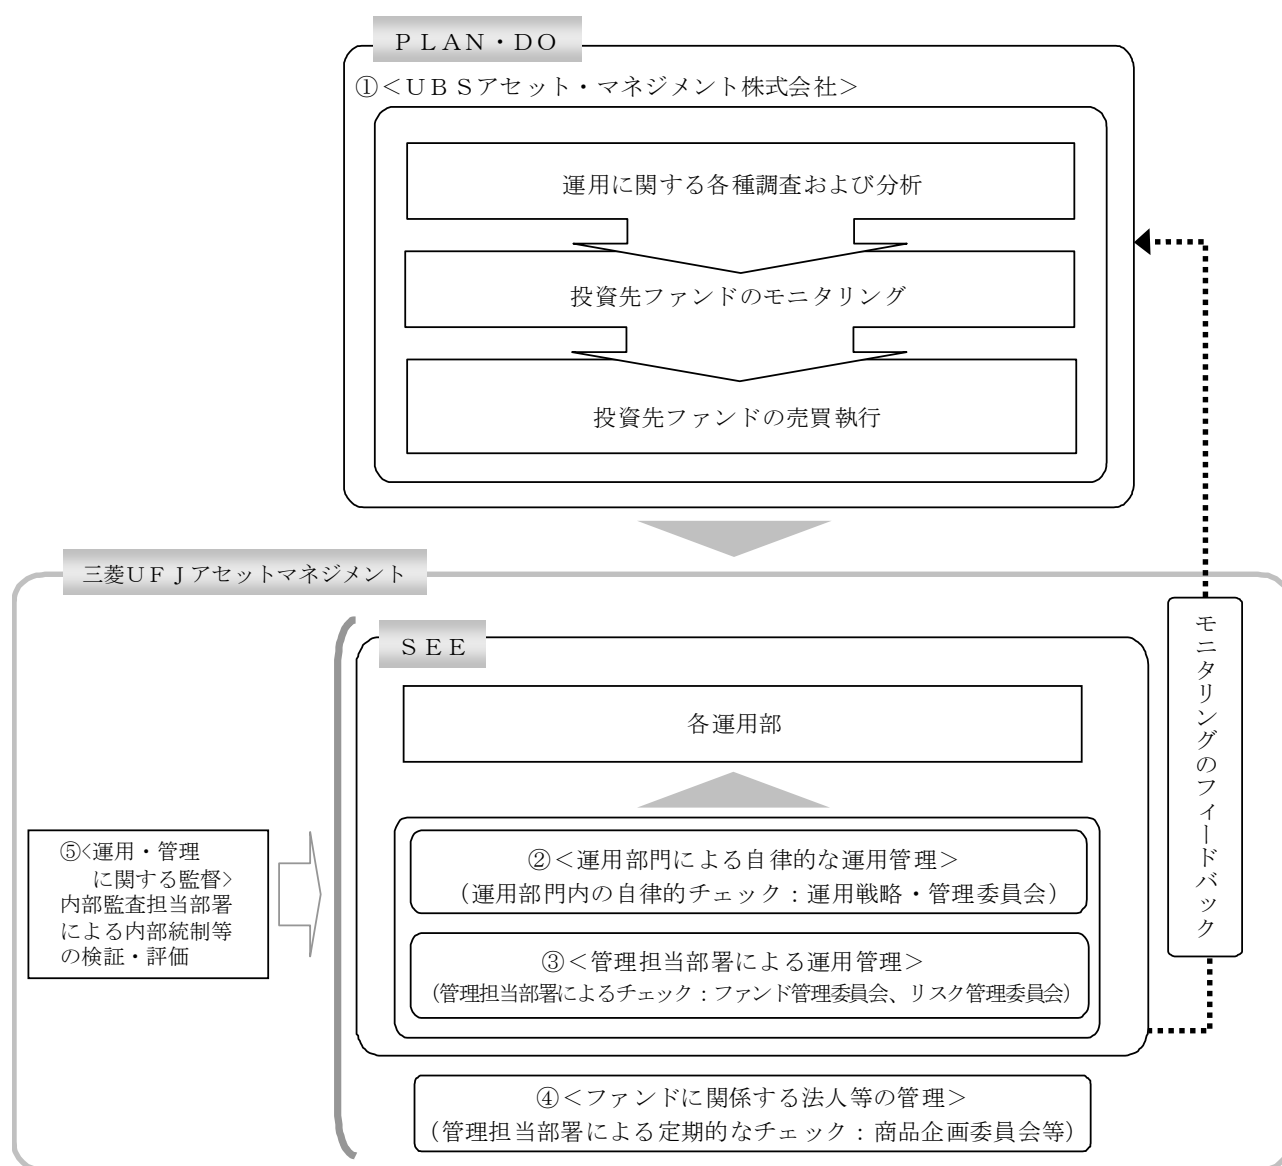 ＰＬＡＮ・ＤＯ
①＜ＵＢＳアセット・マネジメント株式会社＞
運用に関する各種調査および分析
投資先ファンドのモニタリング
投資先ファンドの売買執行
三菱ＵＦＪアセットマネジメント
ＳＥＥ
各運用部
モニタリングのフィードバック
②＜運用部門による自律的な運用管理＞
（運用部門内の自律的チェック：運用戦略・管理委員会）
③＜管理担当部署による運用管理＞
（管理担当部署によるチェック：ファンド管理委員会、リスク管理委員会）
⑤<運用・管理
に関する監督>
内部監査担当部署
による内部統制等
の検証・評価
④＜ファンドに関係する法人等の管理＞
（管理担当部署による定期的なチェック：商品企画委員会等）